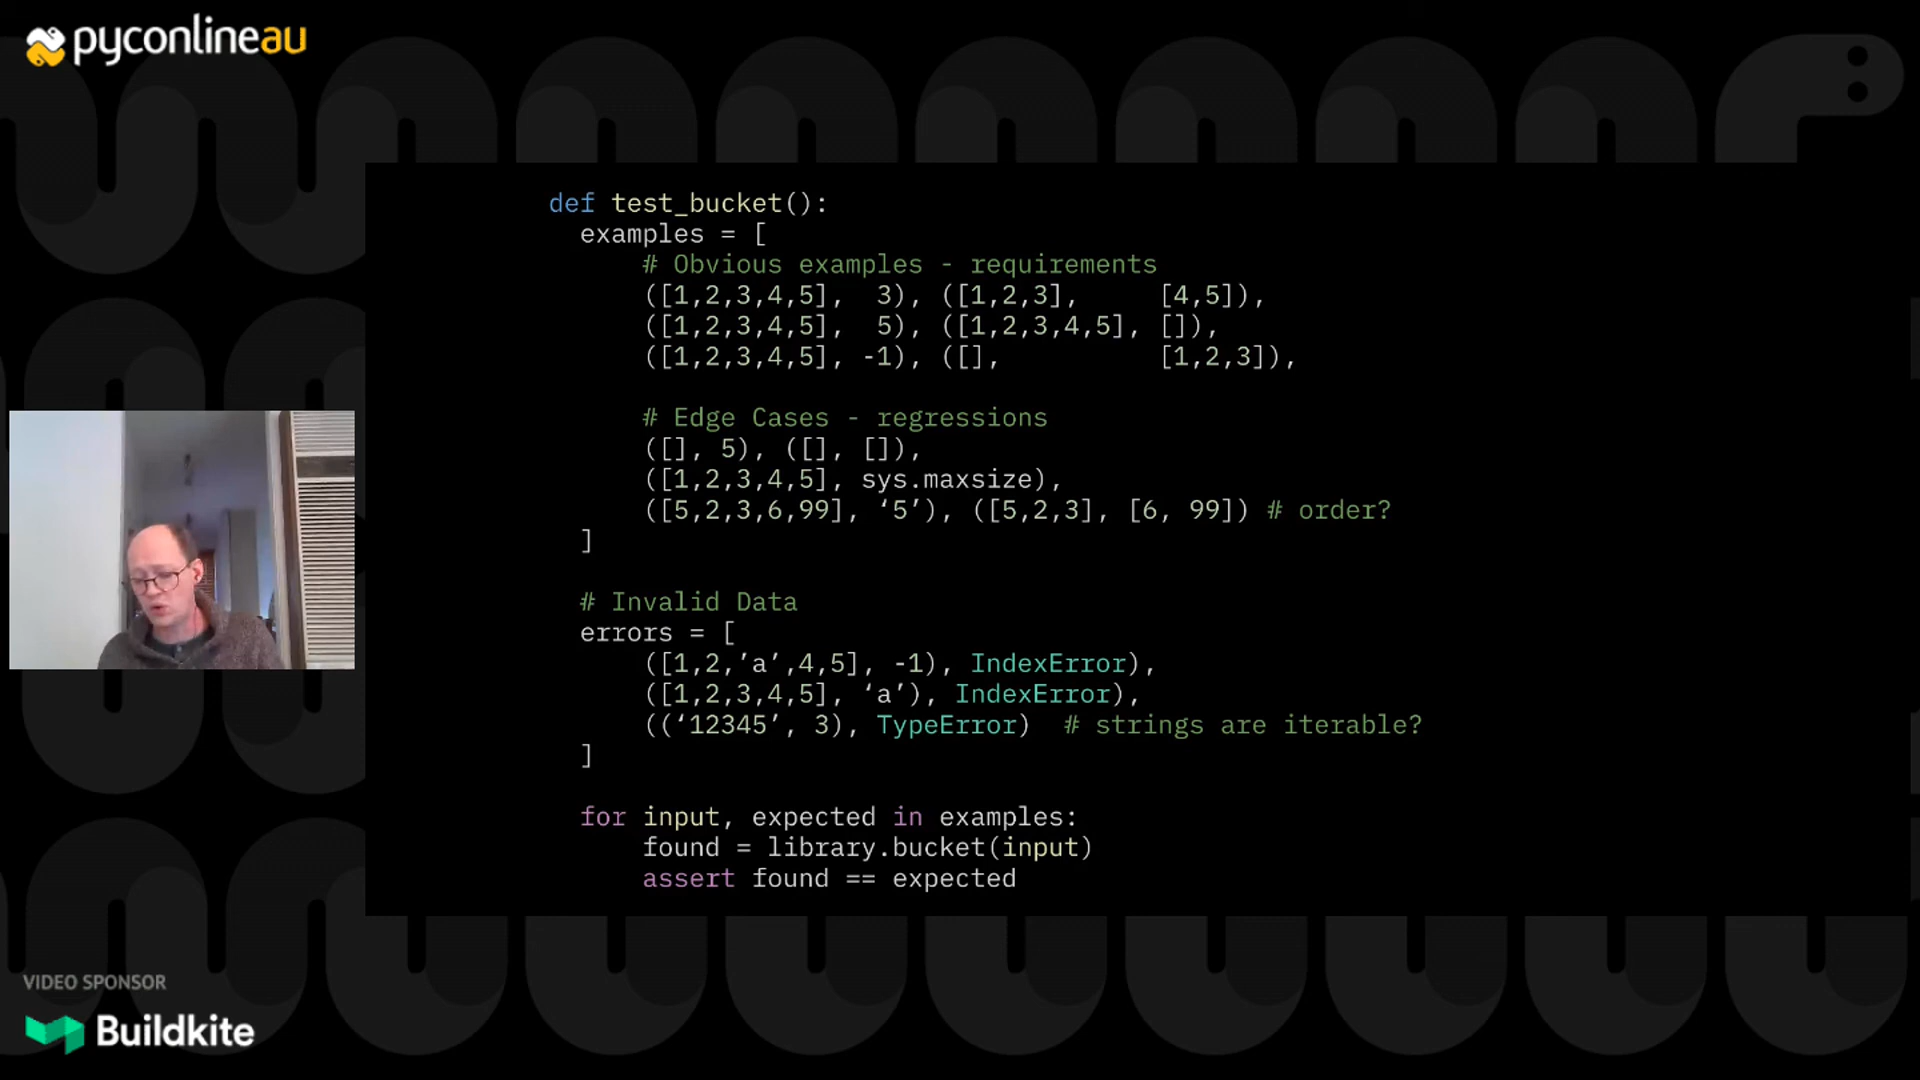 pyconlineau
def test_bucket():
examples = [
# Obvious examples - requirements
([1,2,3,4,5], 3), ([1,2,3], [4,5]),
([1,2,3,4,5], 5), ([1,2,3,4,5], []),
([1,2,3,4,5], -1), ([], [1,2,3]),
# Edge Cases - regressions
([], 5), ([], []),
([1,2,3,4,5], sys.maxsize),
([5,2,3,6,99], ‘5’), ([5,2,3], [6, 99]) # order?
]
# Invalid Data
errors = [
([1,2,’a’,4,5], -1), IndexError),
([1,2,3,4,5], ‘a’), IndexError),
((‘12345’, 3), TypeError) # strings are iterable?
]
for input, expected in examples:
found = library.bucket(input)
assert found == expected
VIDEO SPONSOR
Buildkite